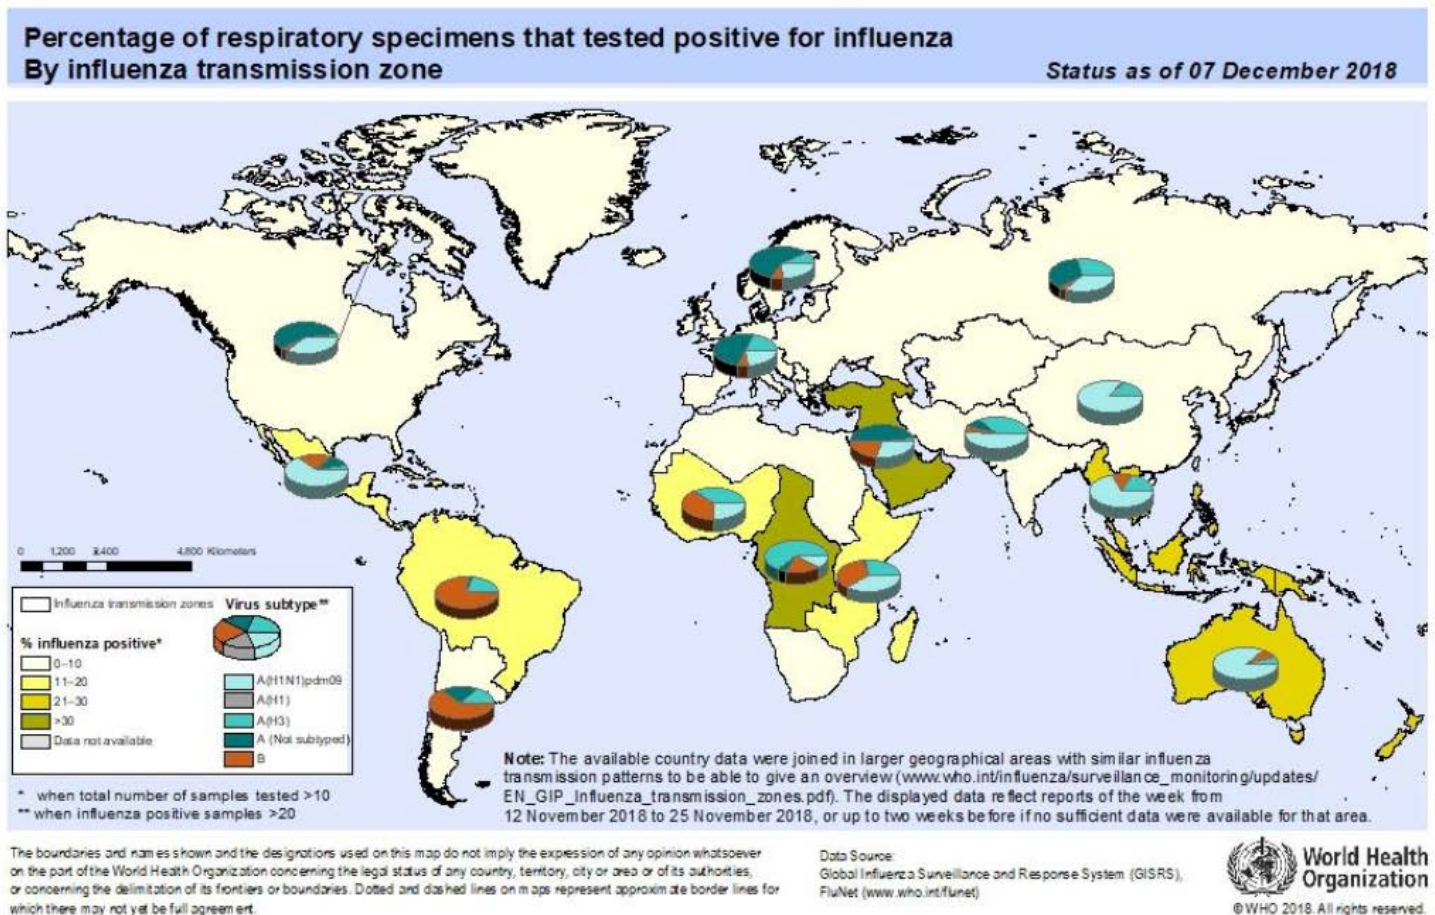 Percentage of respiratory specimens that tested positive for influenza
By influenza transmission zone
Status as of 07 December 2018
0 1,200 2,400 4,800 Kilometers
Influenza transmission zones
% influenza positive*
0-10
11-20
21-30
>30
Data not available
Virus subtype**
A(H1N1)pdm09
A(H1)
A(H3)
A (Not subtyped)
B
* when total number of samples tested >10
** when influenza positive samples >20
Note: The available country data were joined in larger geographical areas with similar influenza
transmission patterns to be able to give an overview (www.who.int/influenza/surveillance_monitoring/updates/
EN_GIP_Influenza_transmission_zones.pdf). The displayed data reflect reports of the week from
12 November 2018 to 25 November 2018, or up to two weeks before if no sufficient data were available for that area.
The boundaries and names shown and the designations used on this map do not imply the expression of any opinion whatsoever
on the part of the World Health Organization concerning the legal status of any country, territory, city or area or of its authorities,
or concerning the delimitation of its frontiers or boundaries. Dotted and dashed lines on maps represent approximate border lines for
which there may not yet be full agreement.
Data Source:
Global Influenza Surveillance and Response System (GISRS),
FluNet (www.who.int/flunet)
World Health
Organization
© WHO 2018. All rights reserved.